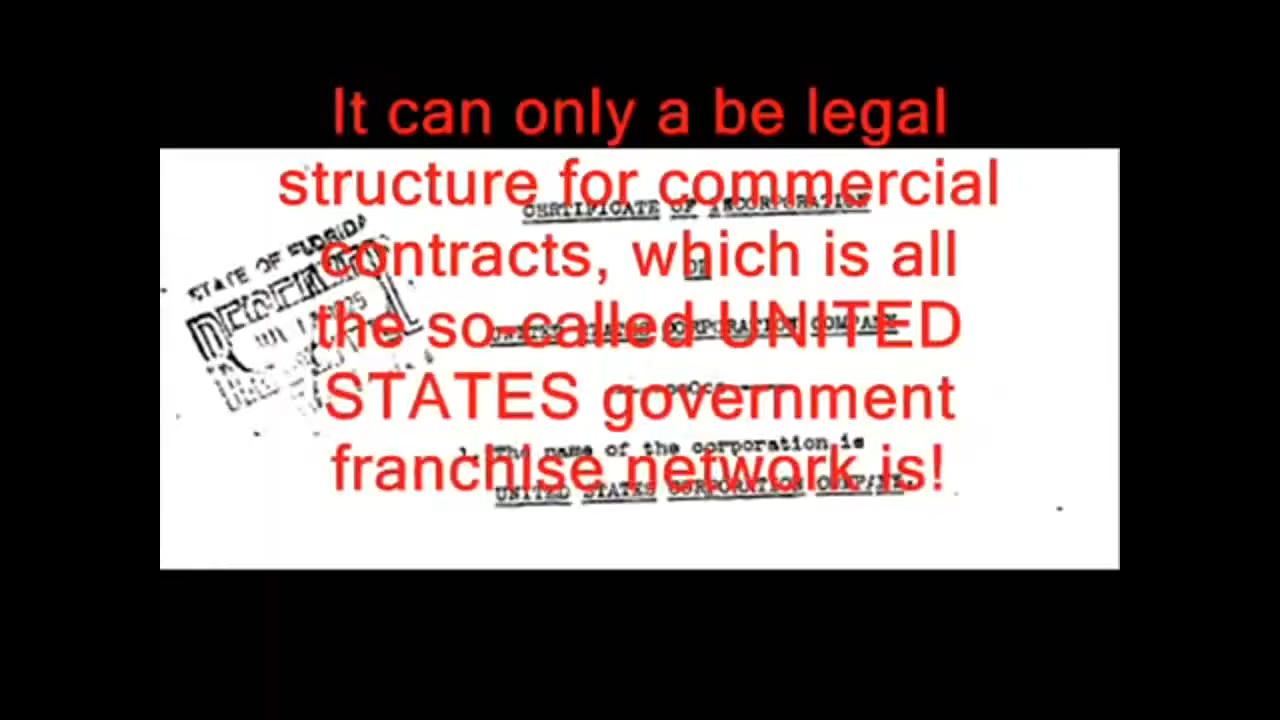 It can only a be legal
structure for commercial
CERTIFICATE OF INCORPORATION
STATE OF FLORIDA
contracts, which is all
OF
the so-called UNITED
UNITED STATES CORPORATION COMPANY
STATES government
1. The name of the corporation is
franchise network is!
UNITED STATES CORPORATION COMPANY.